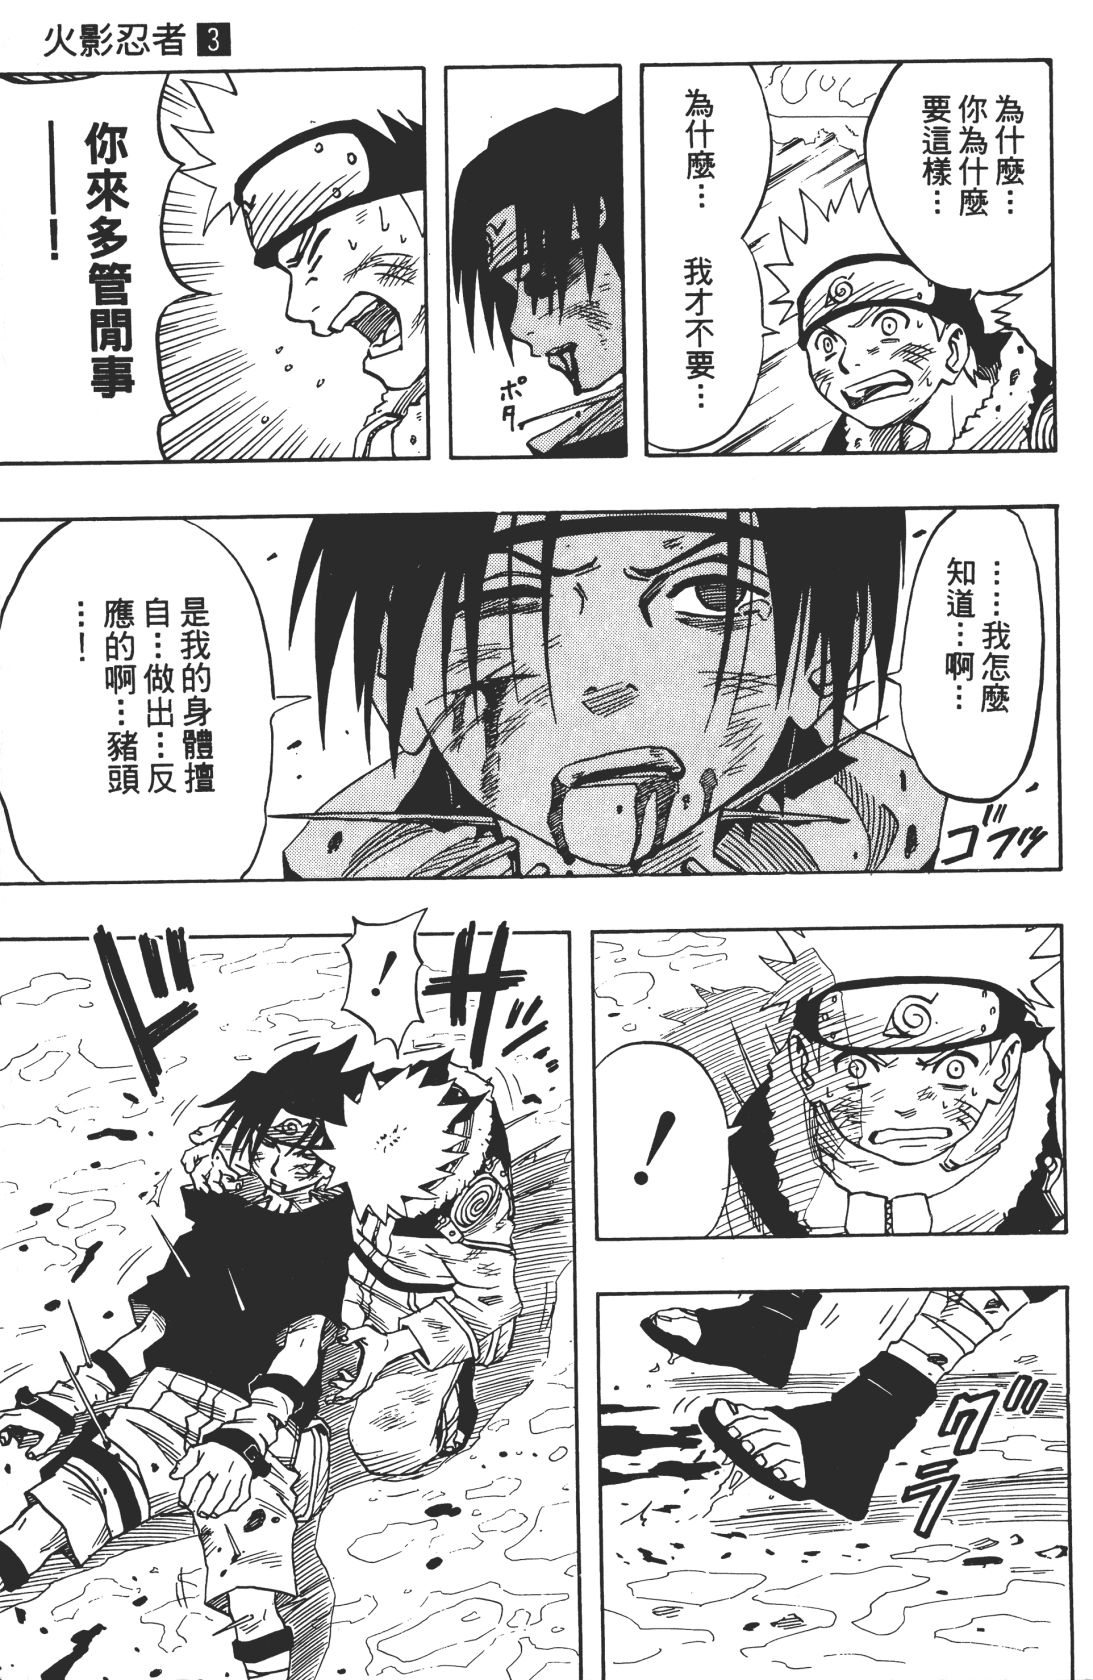 火影忍者 3
為什麼…
你為什麼
要這樣…
為什麼… 我才不要…
ポタ
你來多管閒事
——！
……我怎麼
知道…啊…
ゴフッ
是我的身體擅
自…做出…反
應的啊…豬頭
…！
！
グラ
！
ドサッ